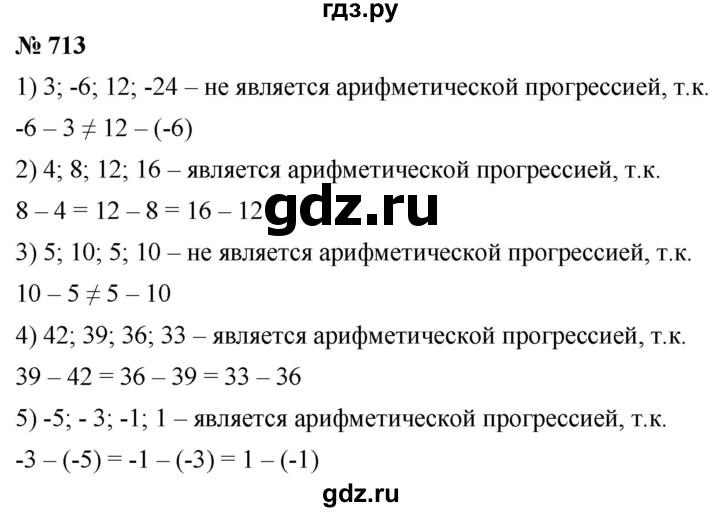 гдз.ру
№ 713
1) 3; -6; 12; -24 – не является арифметической прогрессией, т.к.
-6 – 3 ≠ 12 – (-6)
2) 4; 8; 12; 16 – является арифметической прогрессией, т.к.
8 – 4 = 12 – 8 = 16 – 12
gdz.ru
3) 5; 10; 5; 10 – не является арифметической прогрессией, т.к.
10 – 5 ≠ 5 – 10
4) 42; 39; 36; 33 – является арифметической прогрессией, т.к.
39 – 42 = 36 – 39 = 33 – 36
5) -5; - 3; -1; 1 – является арифметической прогрессией, т.к.
-3 – (-5) = -1 – (-3) = 1 – (-1)
gdz.ru